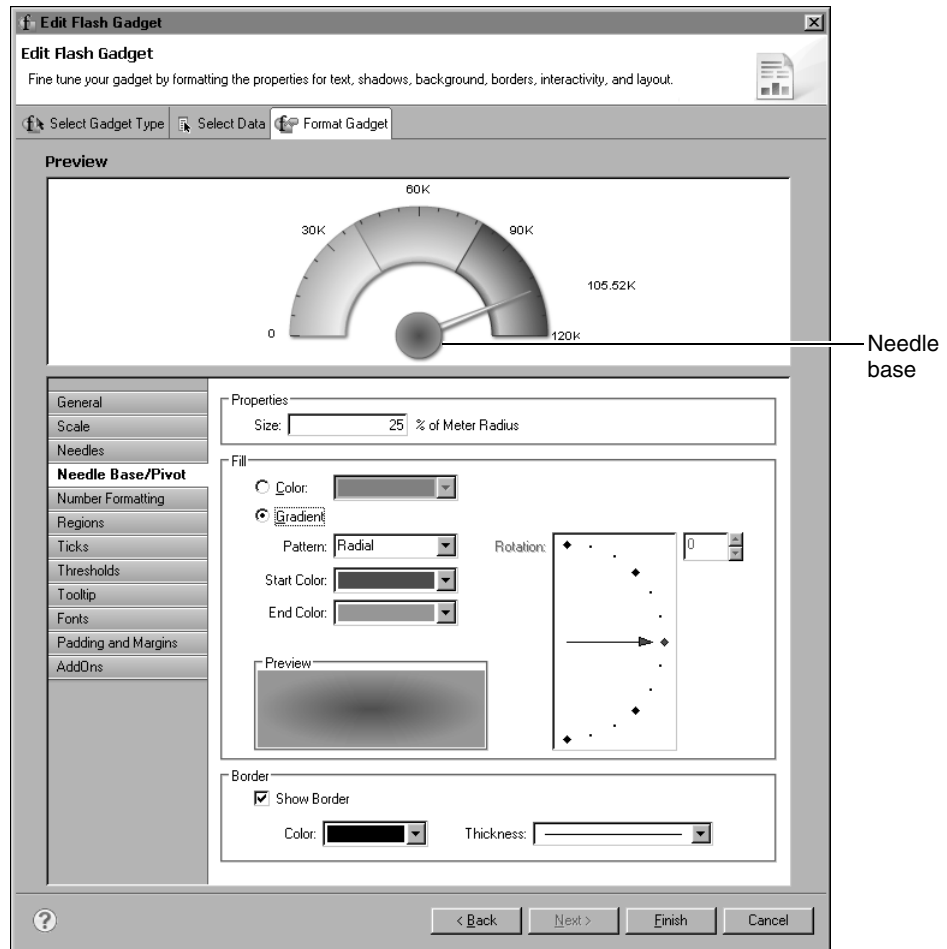 Edit Flash Gadget
Edit Flash Gadget
Fine tune your gadget by formatting the properties for text, shadows, background, borders, interactivity, and layout.
Select Gadget Type
Select Data
Format Gadget
Preview
60K
30K
90K
105.52K
0
120K
Needle
base
General
Scale
Needles
Needle Base/Pivot
Number Formatting
Regions
Ticks
Thresholds
Tooltip
Fonts
Padding and Margins
AddOns
Properties
Size: 25 % of Meter Radius
Fill
Color:
Gradient
Pattern: Radial
Rotation: 0
Start Color:
End Color:
Preview
Border
Show Border
Color:
Thickness:
?
< Back
Next >
Finish
Cancel